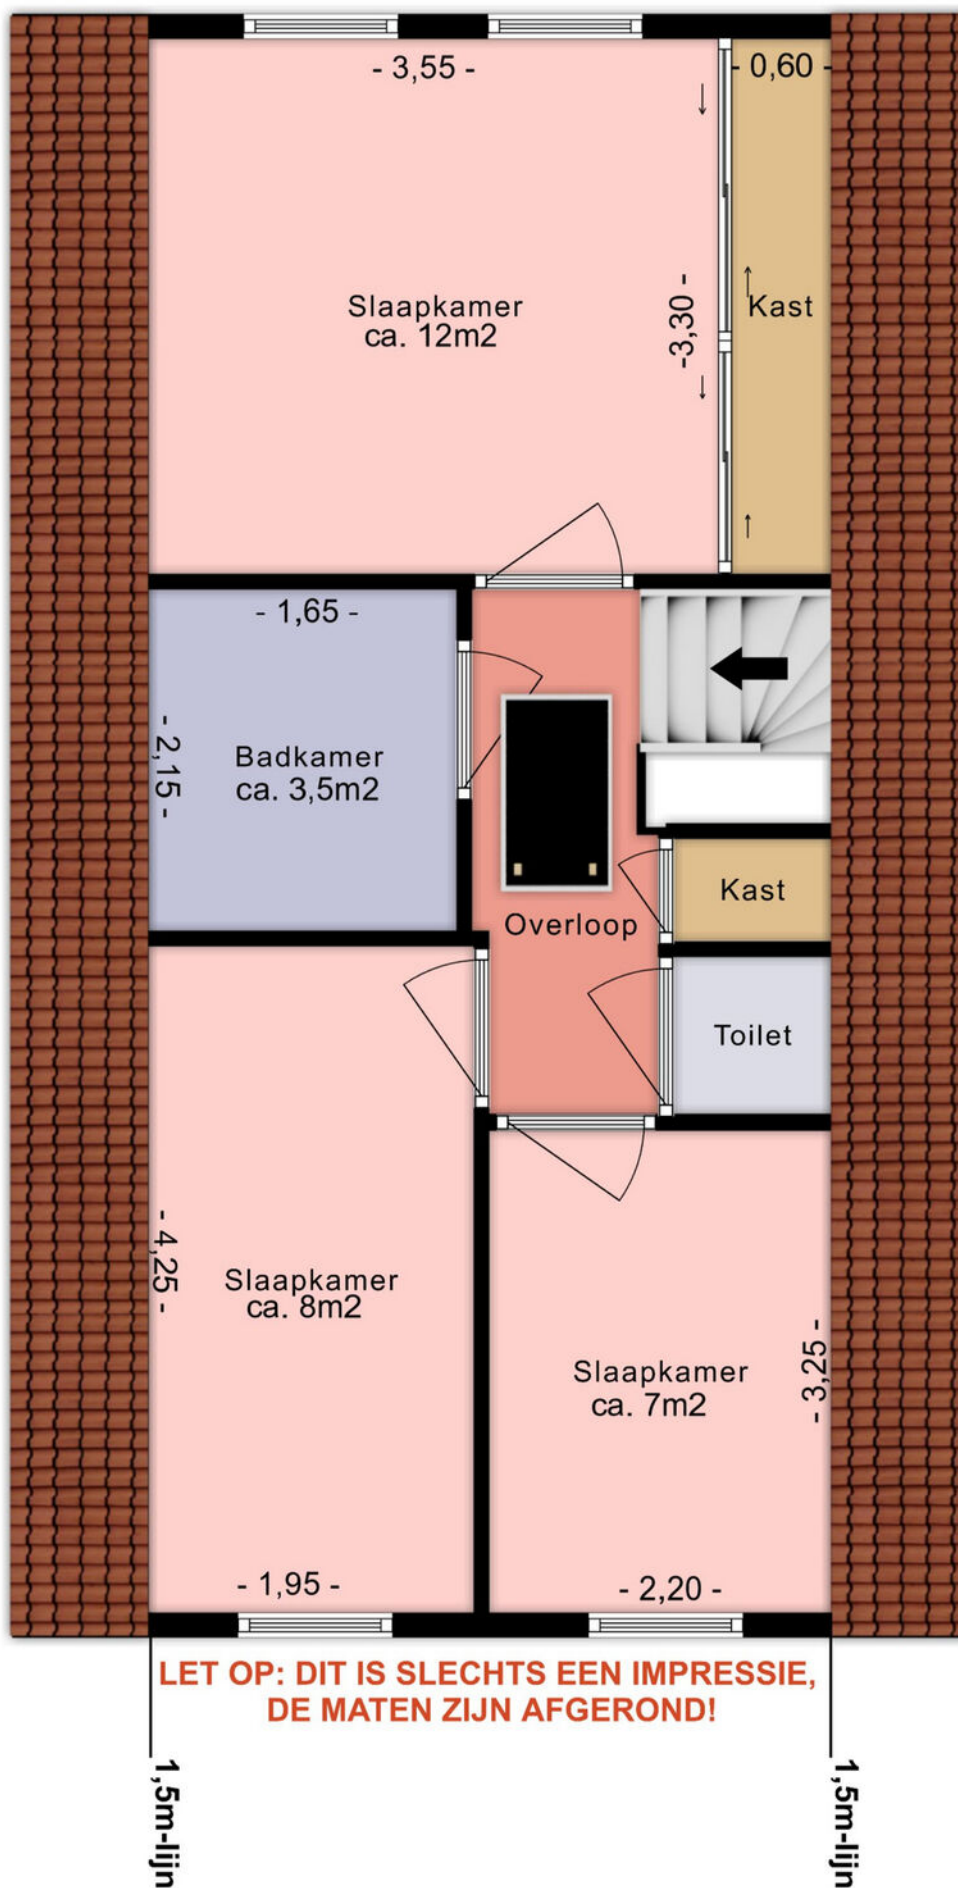 - 3,55 -
- 0,60 -
Slaapkamer
ca. 12m2
-3,30 -
Kast
- 1,65 -
- 2,15 -
Badkamer
ca. 3,5m2
Kast
Overloop
Toilet
- 4,25 -
Slaapkamer
ca. 8m2
Slaapkamer
ca. 7m2
- 3,25 -
- 1,95 -
- 2,20 -
LET OP: DIT IS SLECHTS EEN IMPRESSIE,
DE MATEN ZIJN AFGEROND!
1,5m-lijn
1,5m-lijn